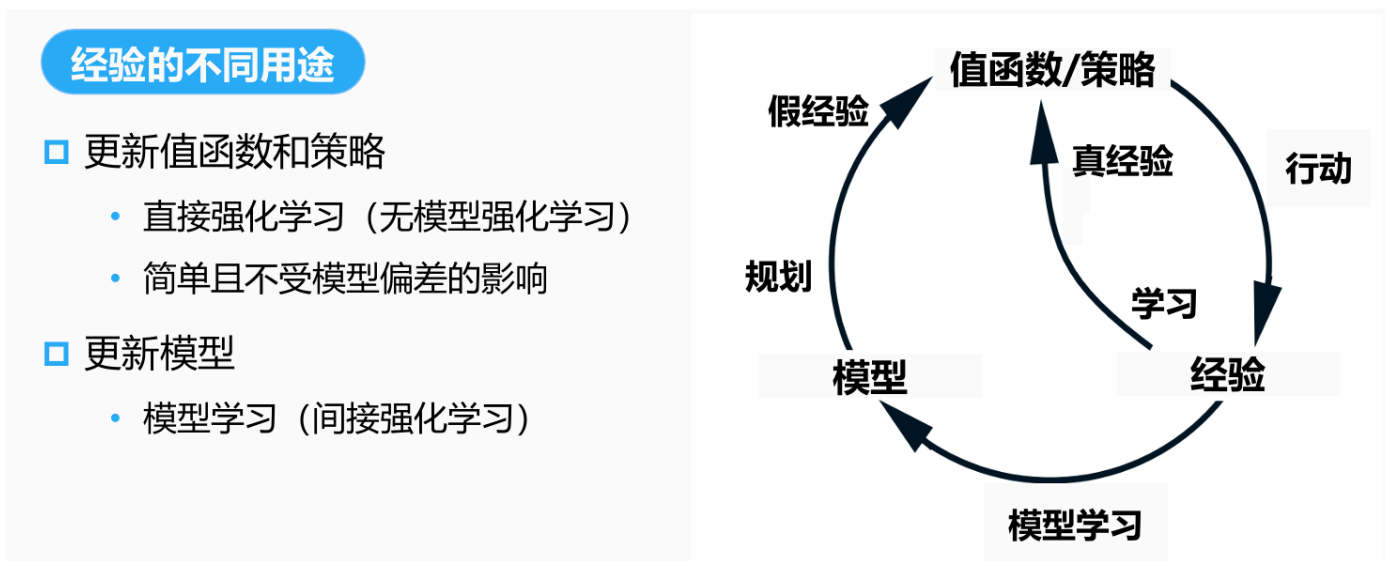 经验的不同用途
更新值函数和策略
• 直接强化学习（无模型强化学习）
• 简单且不受模型偏差的影响
更新模型
• 模型学习（间接强化学习）
值函数/策略
假经验
真经验
行动
规划
学习
模型
经验
模型学习